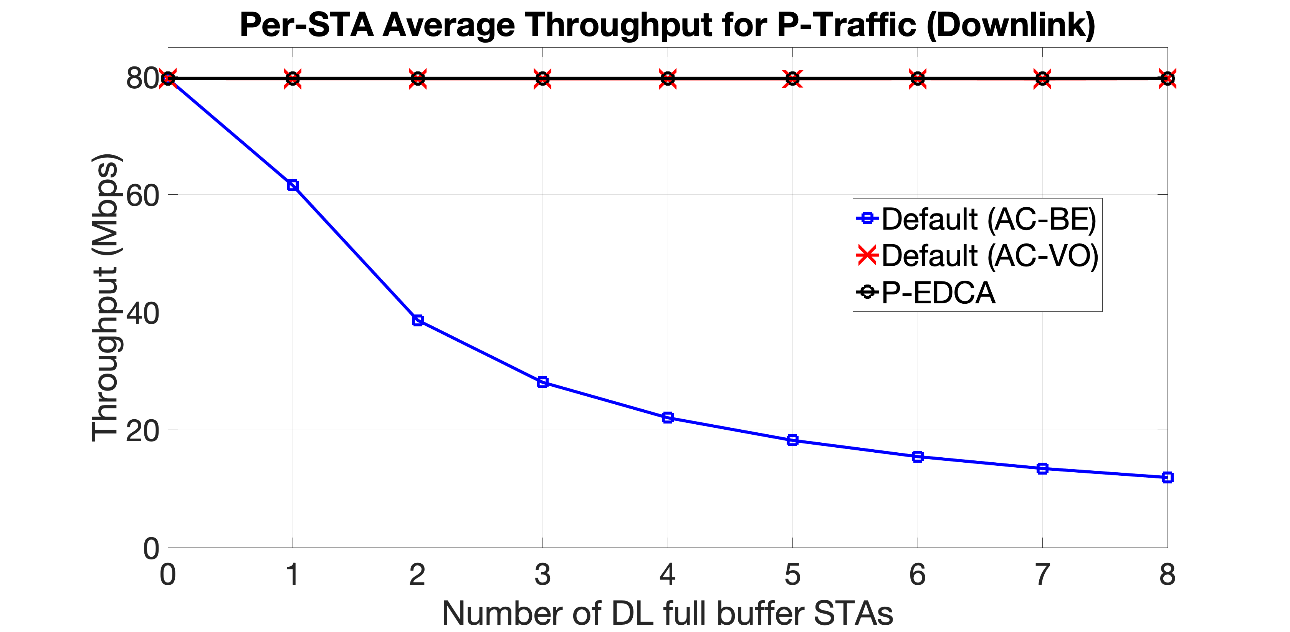 Per-STA Average Throughput for P-Traffic (Downlink)
Throughput (Mbps)
80
60
40
20
0
Default (AC-BE)
Default (AC-VO)
P-EDCA
0 1 2 3 4 5 6 7 8
Number of DL full buffer STAs